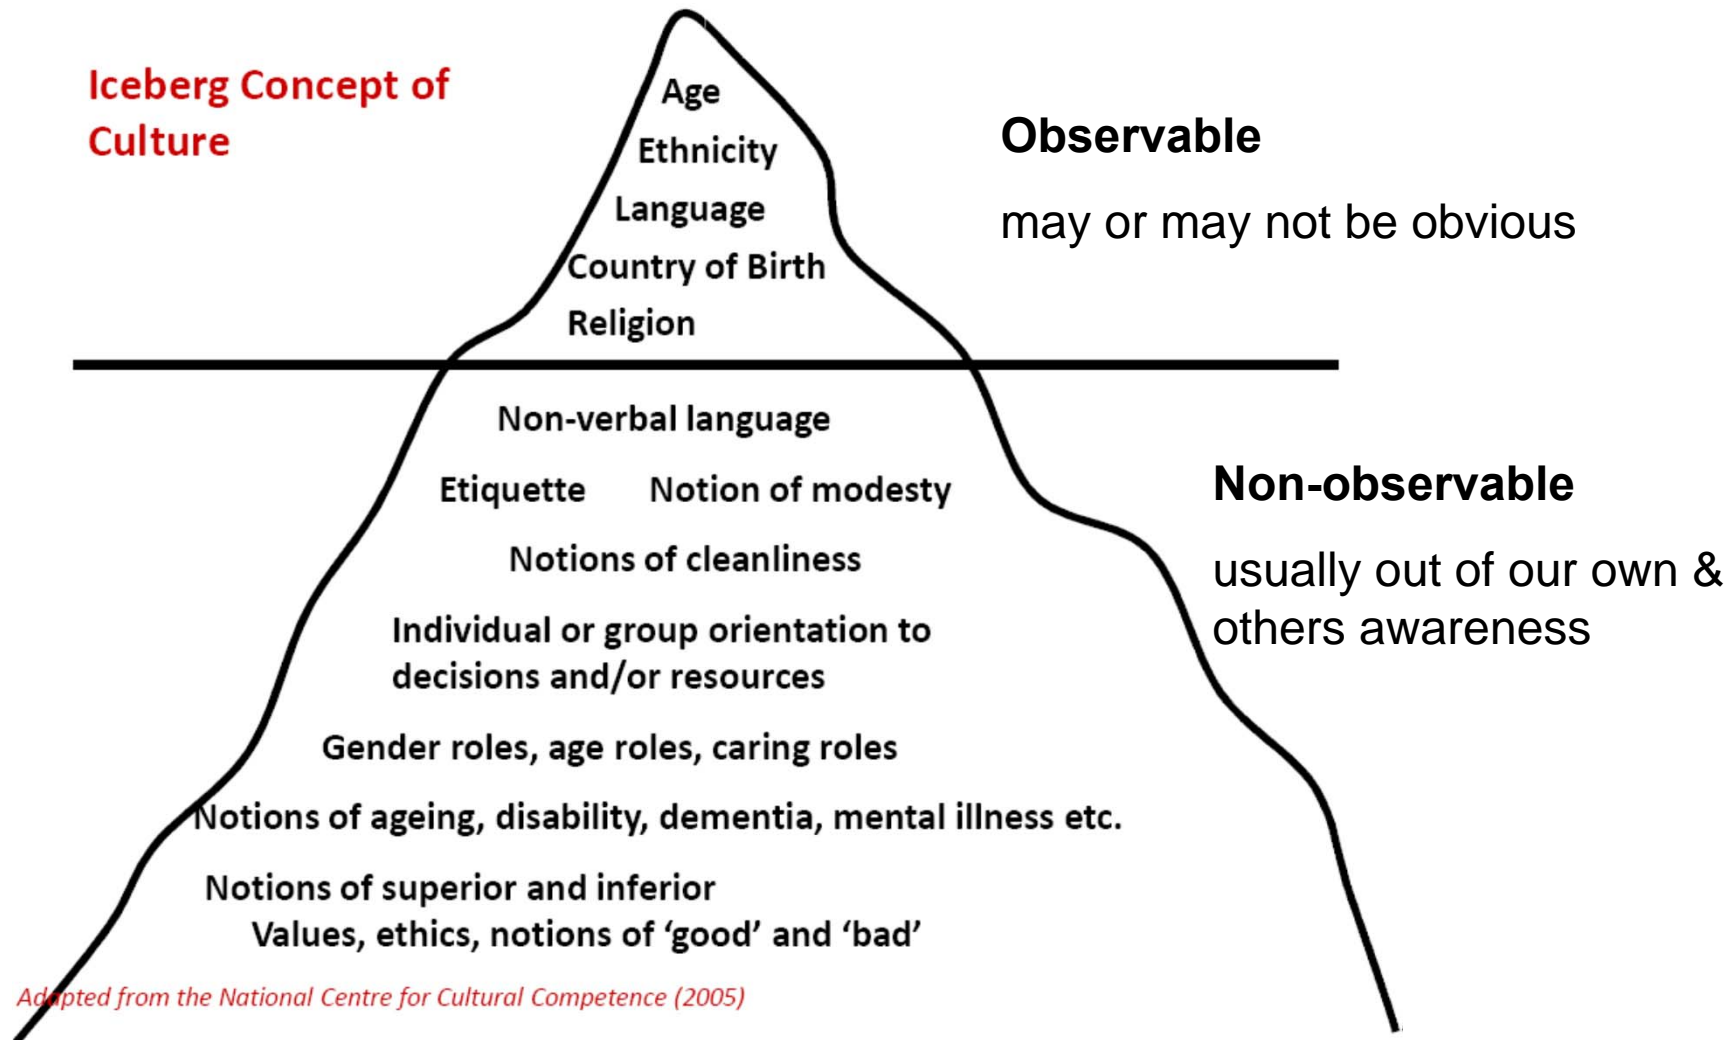 Iceberg Concept of
Culture
Age
Ethnicity
Language
Country of Birth
Religion
Observable
may or may not be obvious
Non-verbal language
Etiquette Notion of modesty
Notions of cleanliness
Individual or group orientation to
decisions and/or resources
Gender roles, age roles, caring roles
Notions of ageing, disability, dementia, mental illness etc.
Notions of superior and inferior
Values, ethics, notions of ‘good’ and ‘bad’
Non-observable
usually out of our own &
others awareness
Adapted from the National Centre for Cultural Competence (2005)